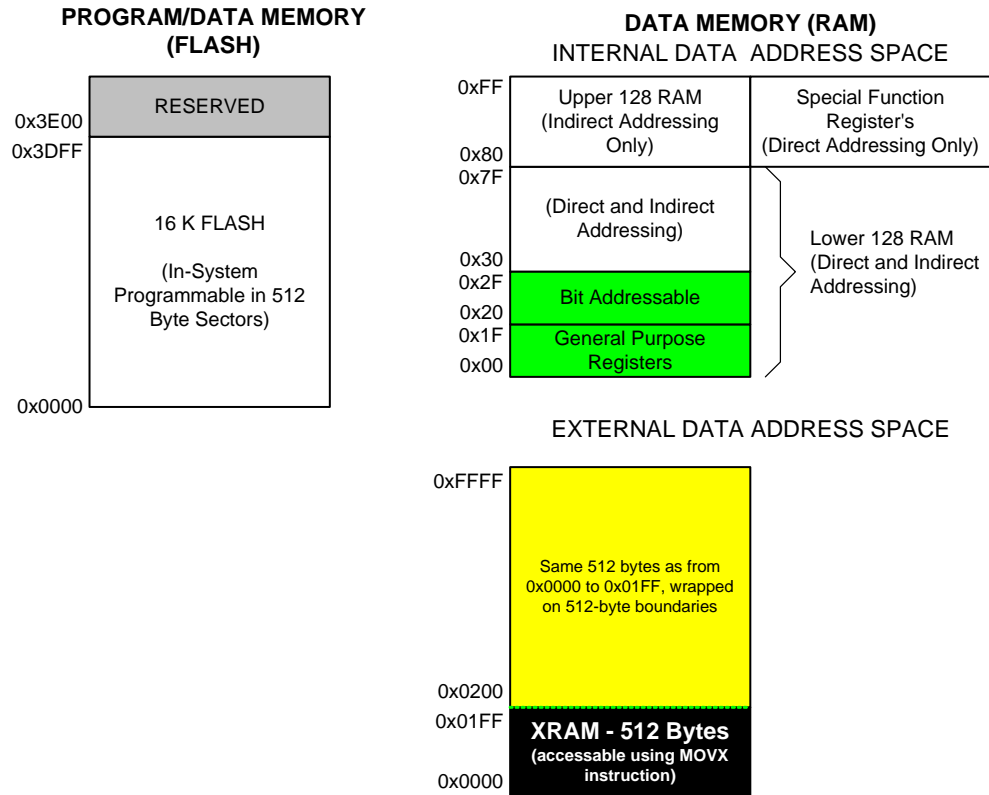 PROGRAM/DATA MEMORY
(FLASH)
0x3E00
RESERVED
0x3DFF
16 K FLASH
(In-System
Programmable in 512
Byte Sectors)
0x0000
DATA MEMORY (RAM)
INTERNAL DATA ADDRESS SPACE
0xFF
Upper 128 RAM
(Indirect Addressing
Only)
0x80
Special Function
Register's
(Direct Addressing Only)
0x7F
(Direct and Indirect
Addressing)
0x30
Lower 128 RAM
(Direct and Indirect
Addressing)
0x2F
Bit Addressable
0x20
0x1F
General Purpose
Registers
0x00
EXTERNAL DATA ADDRESS SPACE
0xFFFF
Same 512 bytes as from
0x0000 to 0x01FF, wrapped
on 512-byte boundaries
0x0200
0x01FF
XRAM - 512 Bytes
(accessable using MOVX
instruction)
0x0000